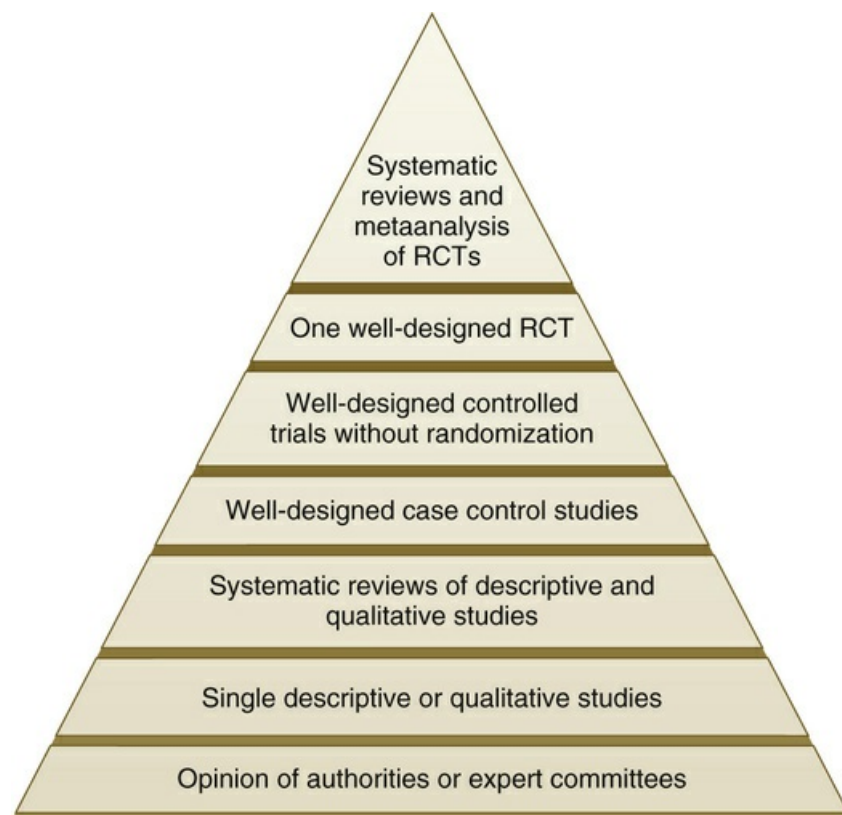 Systematic
reviews and
metaanalysis
of RCTs
One well-designed RCT
Well-designed controlled
trials without randomization
Well-designed case control studies
Systematic reviews of descriptive and
qualitative studies
Single descriptive or qualitative studies
Opinion of authorities or expert committees